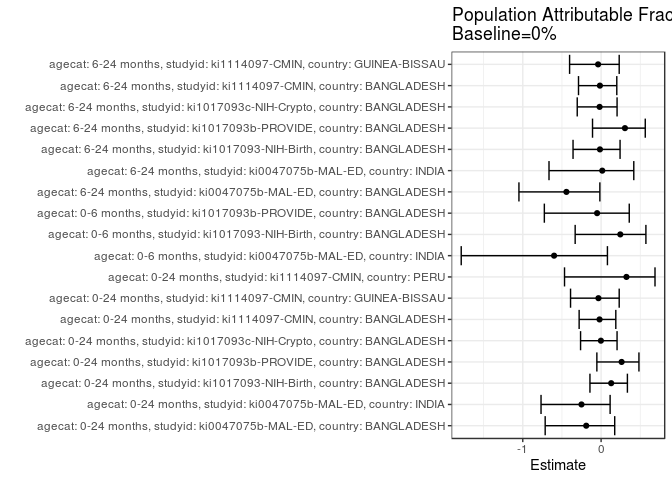 Population Attributable Frac
Baseline=0%
agecat: 6-24 months, studyid: ki1114097-CMIN, country: GUINEA-BISSAU
agecat: 6-24 months, studyid: ki1114097-CMIN, country: BANGLADESH
agecat: 6-24 months, studyid: ki1017093c-NIH-Crypto, country: BANGLADESH
agecat: 6-24 months, studyid: ki1017093b-PROVIDE, country: BANGLADESH
agecat: 6-24 months, studyid: ki1017093-NIH-Birth, country: BANGLADESH
agecat: 6-24 months, studyid: ki0047075b-MAL-ED, country: INDIA
agecat: 6-24 months, studyid: ki0047075b-MAL-ED, country: BANGLADESH
agecat: 0-6 months, studyid: ki1017093b-PROVIDE, country: BANGLADESH
agecat: 0-6 months, studyid: ki1017093-NIH-Birth, country: BANGLADESH
agecat: 0-6 months, studyid: ki0047075b-MAL-ED, country: INDIA
agecat: 0-24 months, studyid: ki1114097-CMIN, country: PERU
agecat: 0-24 months, studyid: ki1114097-CMIN, country: GUINEA-BISSAU
agecat: 0-24 months, studyid: ki1114097-CMIN, country: BANGLADESH
agecat: 0-24 months, studyid: ki1017093c-NIH-Crypto, country: BANGLADESH
agecat: 0-24 months, studyid: ki1017093b-PROVIDE, country: BANGLADESH
agecat: 0-24 months, studyid: ki1017093-NIH-Birth, country: BANGLADESH
agecat: 0-24 months, studyid: ki0047075b-MAL-ED, country: INDIA
agecat: 0-24 months, studyid: ki0047075b-MAL-ED, country: BANGLADESH
-1 0
Estimate